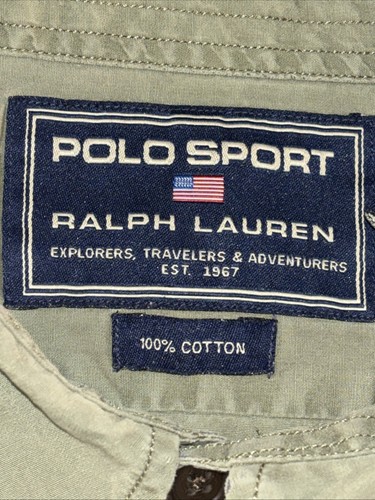 POLO SPORT
RALPH LAUREN
EXPLORERS, TRAVELERS & ADVENTURERS
EST. 1967
100% COTTON